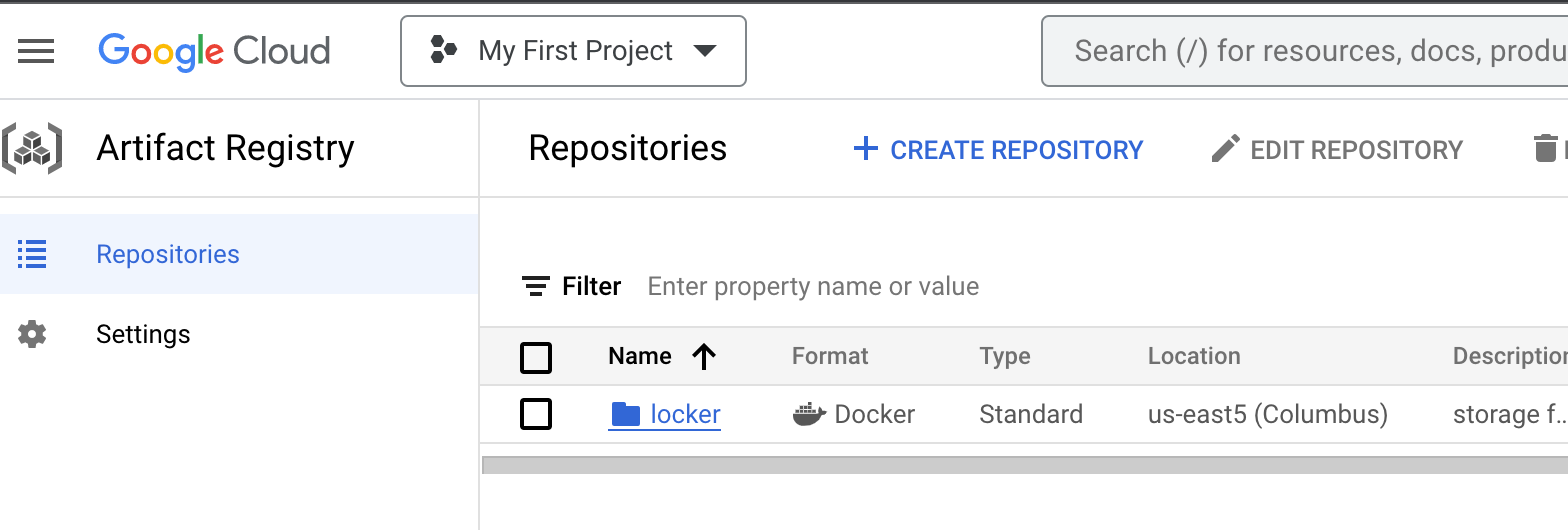 Google Cloud My First Project Search (/) for resources, docs, produ
Artifact Registry Repositories CREATE REPOSITORY EDIT REPOSITORY
Repositories
Filter Enter property name or value
Settings
Name Format Type Location Description
locker Docker Standard us-east5 (Columbus) storage f...